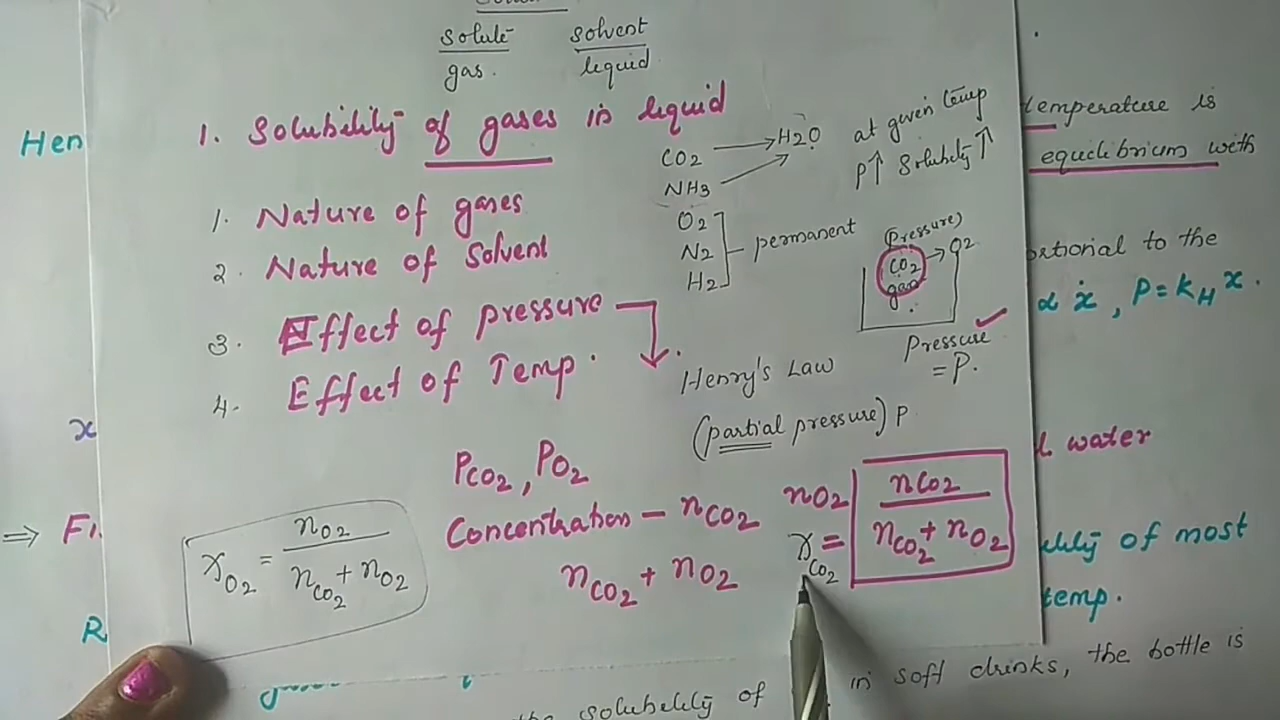 solute solvent
gas. liquid
1. Solubility of gases in liquid
CO2 → H2O
NH3
at given temp
P↑ Solubility ↑
1. Nature of gases
2. Nature of Solvent
3. Effect of pressure
4. Effect of Temp.
O2
N2 permanent
H2
(Pressure)
CO2 → O2
gas
Pressure
= P.
Henry's Law
(partial pressure) P
PCO2, PO2
Concentration - nCO2 nO2
nCO2 + nO2
xCO2 = nCO2
nCO2 + nO2
xO2 = nO2
nCO2 + nO2
Hen
x
⇒ Fi
R
temperature is
equilibrium with
ortional to the
α x, P = KH x.
water
of most
temp.
the solubility of in soft drinks, the bottle is